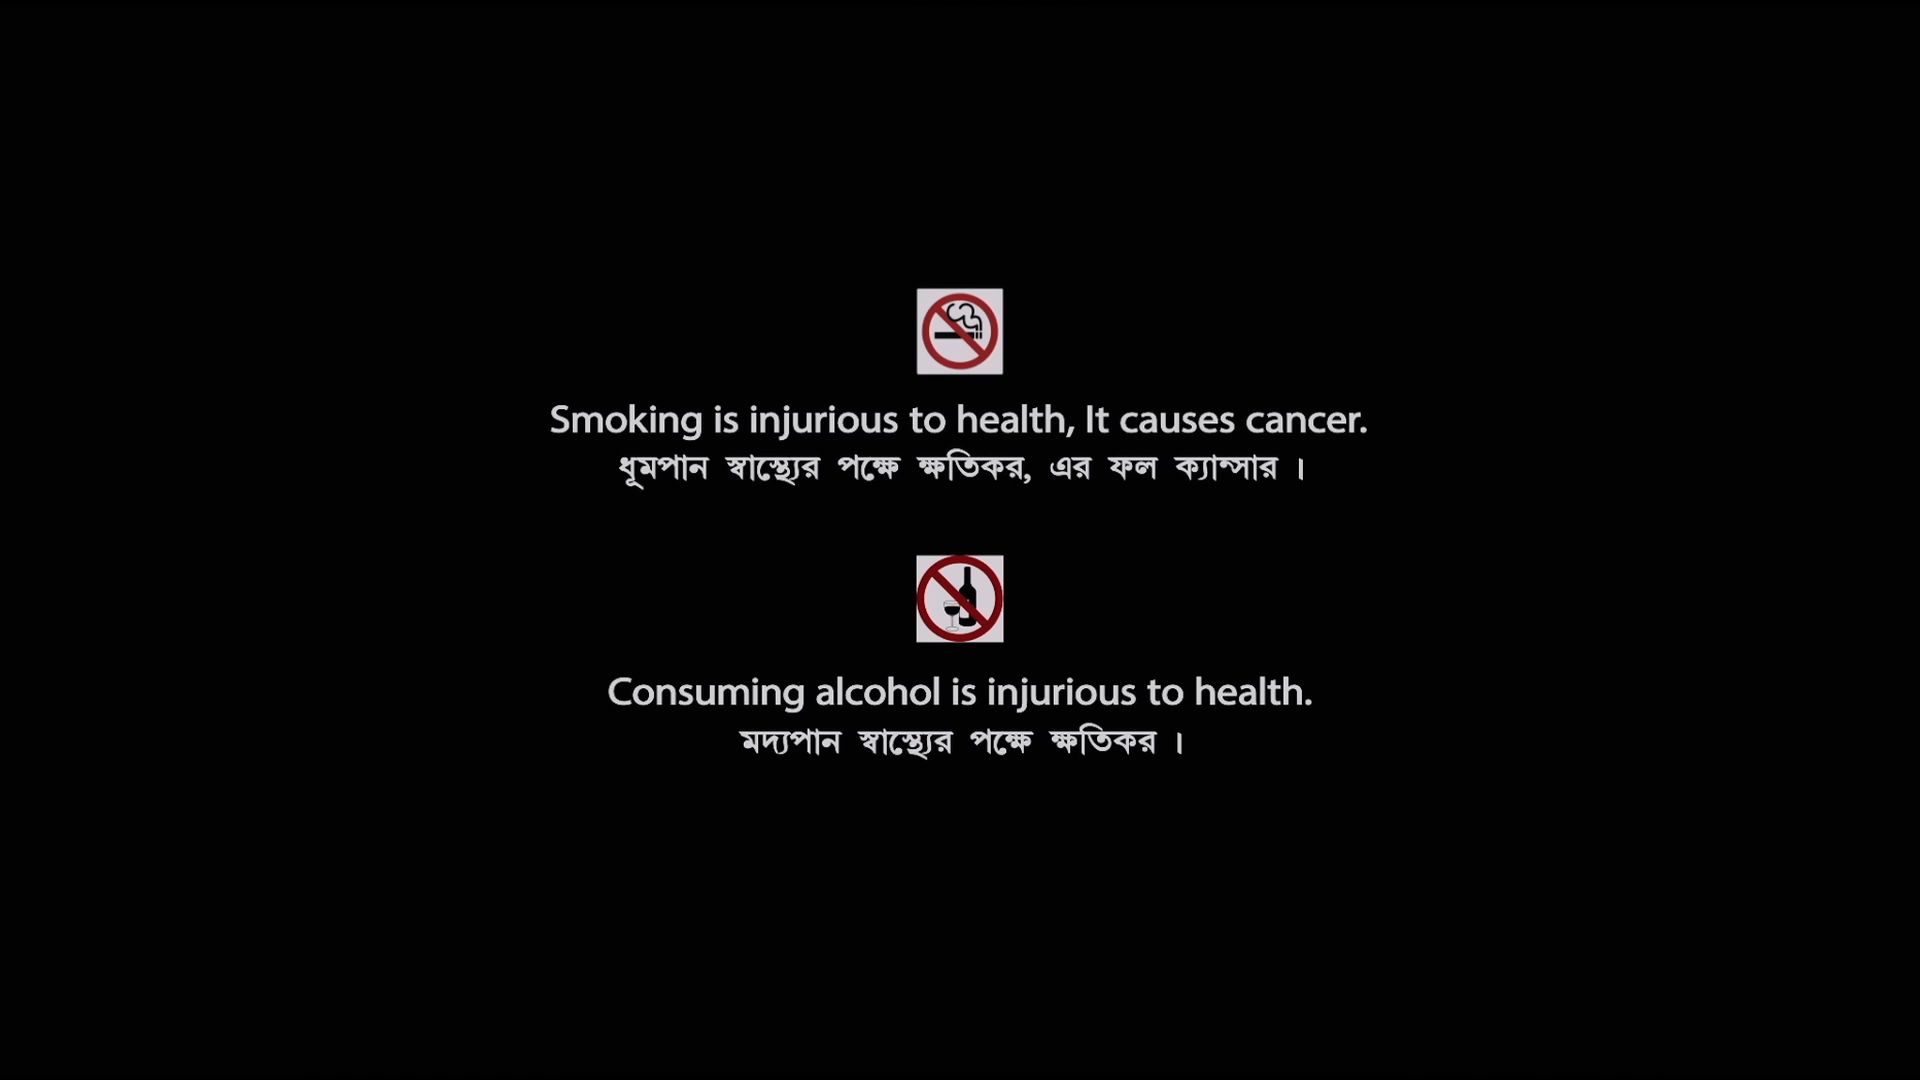 Smoking is injurious to health, It causes cancer.
ধূমপান স্বাস্থ্যের পক্ষে ক্ষতিকর, এর ফল ক্যান্সার ।
Consuming alcohol is injurious to health.
মদ্যপান স্বাস্থ্যের পক্ষে ক্ষতিকর ।